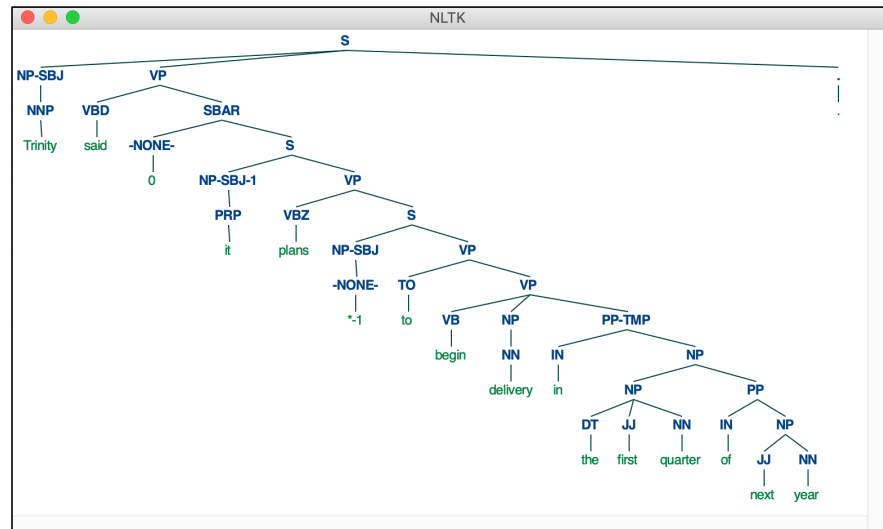 NLTK
S
NP-SBJ VP .
NNP VBD SBAR .
Trinity said -NONE- S
0 NP-SBJ-1 VP
PRP VBZ S
it plans NP-SBJ VP
-NONE- TO VP
*-1 to VB NP PP-TMP
begin NN IN NP
delivery in NP PP
DT JJ NN IN NP
the first quarter of JJ NN
next year